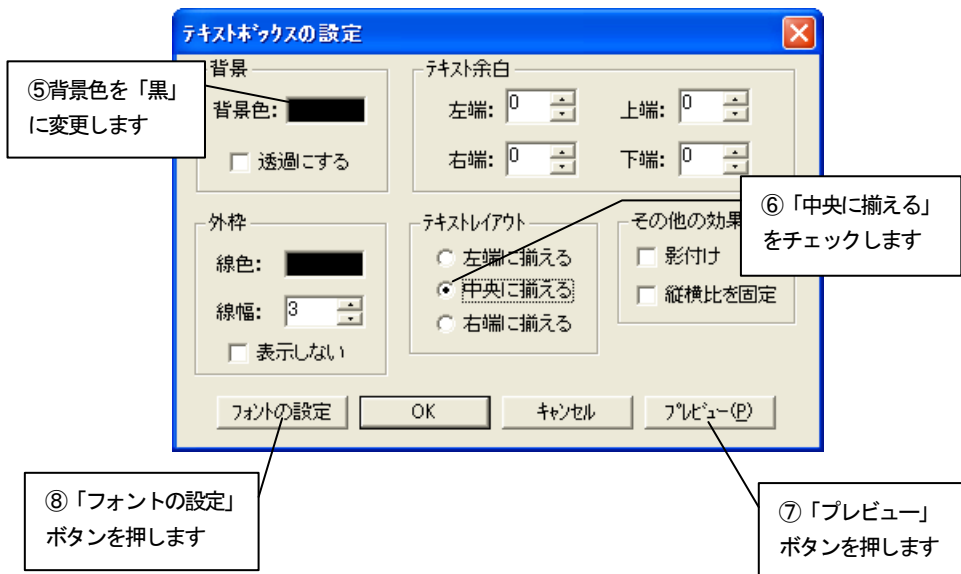 テキストボックスの設定
背景
テキスト余白
⑤背景色を「黒」
に変更します
背景色:
左端: 0
上端: 0
透過にする
右端: 0
下端: 0
⑥「中央に揃える」
をチェックします
外枠
テキストレイアウト
その他の効果
線色:
左端に揃える
影付け
線幅: 3
中央に揃える
縦横比を固定
右端に揃える
表示しない
フォントの設定
OK
キャンセル
プレビュー(P)
⑧「フォントの設定」
ボタンを押します
⑦「プレビュー」
ボタンを押します